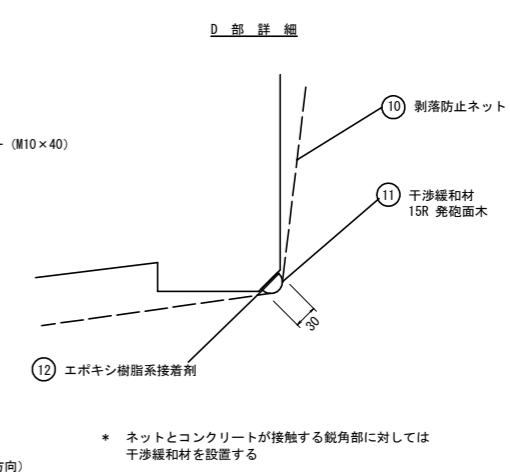 D 部 詳 細
⑩ 剥落防止ネット
(M10×40)
⑪ 干渉緩和材
15R 発砲面木
30
⑫ エポキシ樹脂系接着剤
* ネットとコンクリートが接触する鋭角部に対しては
干渉緩和材を設置する
方向)